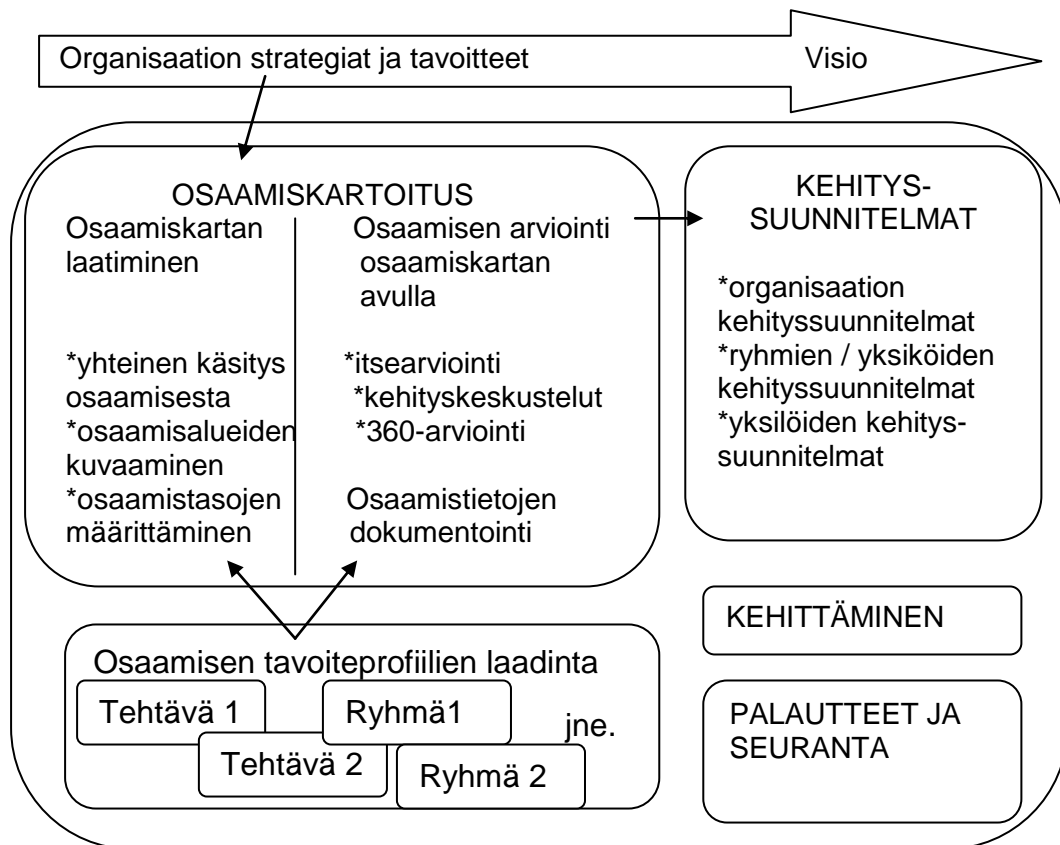 Organisaation strategiat ja tavoitteet
Visio
OSAAMISKARTOITUS
Osaamiskartan
laatiminen
*yhteinen käsitys
osaamisesta
*osaamisalueiden
kuvaaminen
*osaamistasojen
määrittäminen
Osaamisen arviointi
osaamiskartan
avulla
*itsearviointi
*kehityskeskustelut
*360-arviointi
Osaamistietojen
dokumentointi
KEHITYS-
SUUNNITELMAT
*organisaation
kehityssuunnitelmat
*ryhmien / yksiköiden
kehityssuunnitelmat
*yksilöiden kehitys-
suunnitelmat
Osaamisen tavoiteprofiilien laadinta
Tehtävä 1
Ryhmä1
jne.
Tehtävä 2
Ryhmä 2
KEHITTÄMINEN
PALAUTTEET JA
SEURANTA